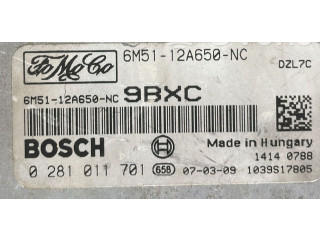 FoMoCo 6M51-12A650-NC DZL7C
6M51-12A650-NC 9BXC
BOSCH Made in Hungary
1414 0788
0 281 011 701 65B 07-03-09 1039S17805